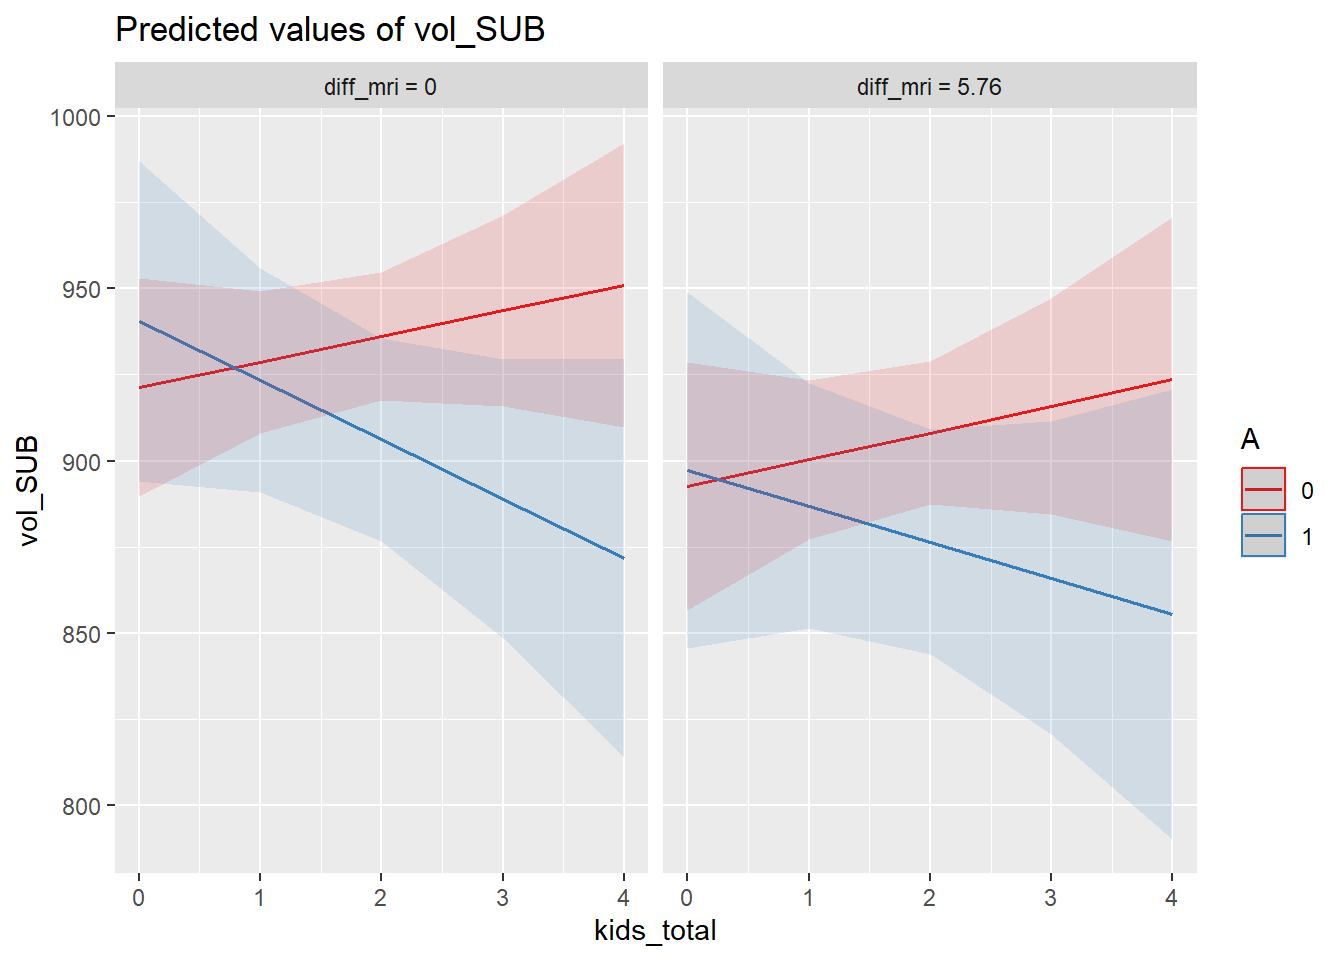 Predicted values of vol_SUB
diff_mri = 0
diff_mri = 5.76
1000
950
900
850
800
vol_SUB
0 1 2 3 4
0 1 2 3 4
kids_total
A
0
1